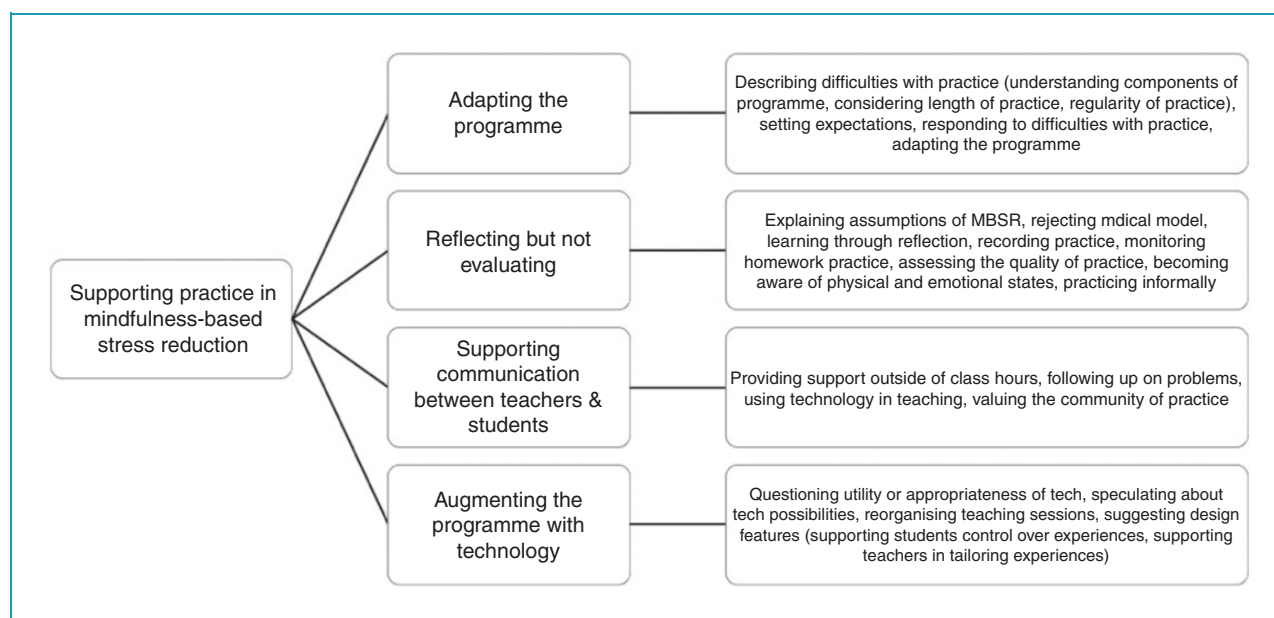 Supporting practice in
mindfulness-based
stress reduction
Adapting the
programme
Describing difficulties with practice (understanding components of
programme, considering length of practice, regularity of practice),
setting expectations, responding to difficulties with practice,
adapting the programme
Reflecting but not
evaluating
Explaining assumptions of MBSR, rejecting mdical model,
learning through reflection, recording practice, monitoring
homework practice, assessing the quality of practice, becoming
aware of physical and emotional states, practicing informally
Supporting
communication
between teachers &
students
Providing support outside of class hours, following up on problems,
using technology in teaching, valuing the community of practice
Augmenting the
programme with
technology
Questioning utility or appropriateness of tech, speculating about
tech possibilities, reorganising teaching sessions, suggesting design
features (supporting students control over experiences, supporting
teachers in tailoring experiences)